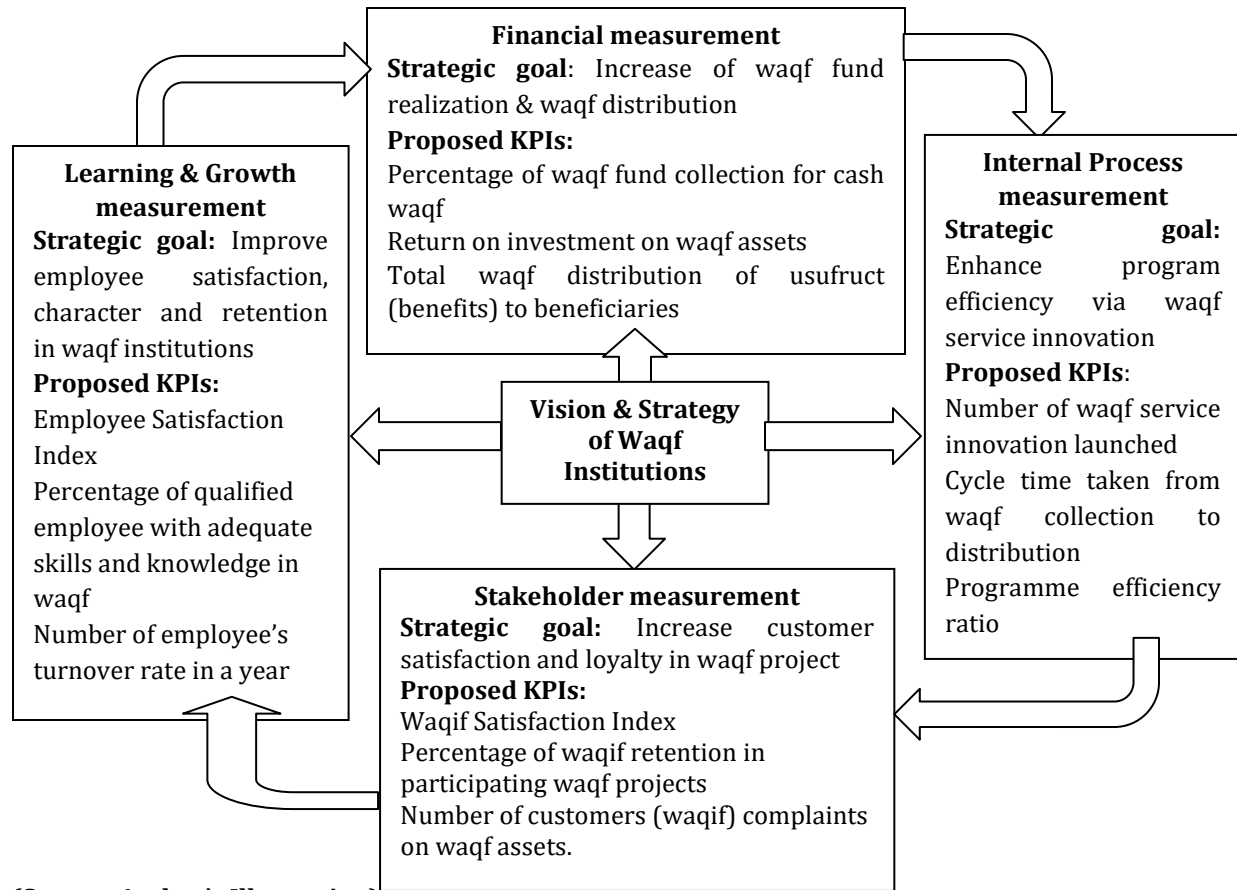 Financial measurement
Strategic goal: Increase of waqf fund
realization & waqf distribution
Proposed KPIs:
Percentage of waqf fund collection for cash
waqf
Return on investment on waqf assets
Total waqf distribution of usufruct
(benefits) to beneficiaries
Learning & Growth
measurement
Strategic goal: Improve
employee satisfaction,
character and retention
in waqf institutions
Proposed KPIs:
Employee Satisfaction
Index
Percentage of qualified
employee with adequate
skills and knowledge in
waqf
Number of employee's
turnover rate in a year
Vision & Strategy
of Waqf
Institutions
Internal Process
measurement
Strategic goal:
Enhance program
efficiency via waqf
service innovation
Proposed KPIs:
Number of waqf service
innovation launched
Cycle time taken from
waqf collection to
distribution
Programme efficiency
ratio
Stakeholder measurement
Strategic goal: Increase customer
satisfaction and loyalty in waqf project
Proposed KPIs:
Waqif Satisfaction Index
Percentage of waqif retention in
participating waqf projects
Number of customers (waqif) complaints
on waqf assets.